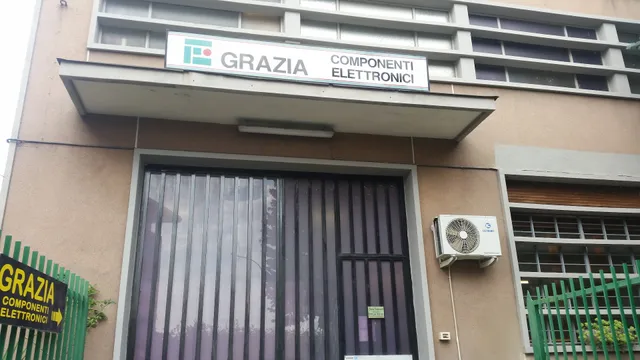 GRAZIA COMPONENTI
ELETTRONICI
GRAZIA
COMPONENTI
ELETTRONICI